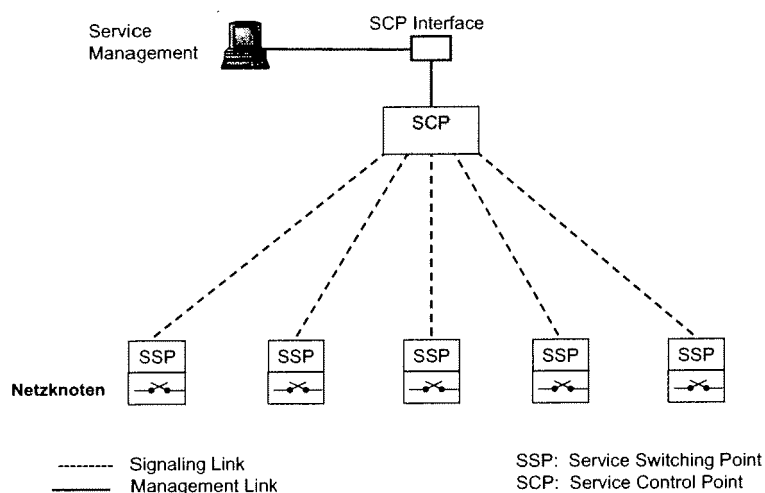 Service
Management
SCP Interface
SCP
SSP SSP SSP SSP SSP
Netzknoten
Signaling Link
Management Link
SSP: Service Switching Point
SCP: Service Control Point